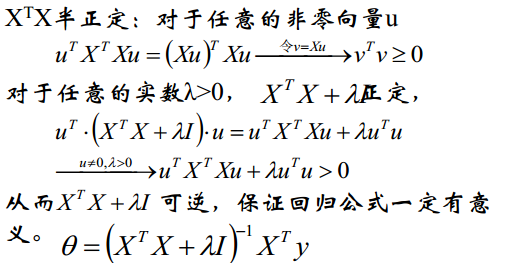 XᵀX半正定：对于任意的非零向量u
uᵀXᵀXu = (Xu)ᵀXu —令v=Xu→ vᵀv ≥ 0
对于任意的实数λ>0， XᵀX + λI正定，
uᵀ·(XᵀX + λI)·u = uᵀXᵀXu + λuᵀu
—u≠0,λ>0→ uᵀXᵀXu + λuᵀu > 0
从而XᵀX + λI 可逆，保证回归公式一定有意
义。 θ = (XᵀX + λI)⁻¹Xᵀy